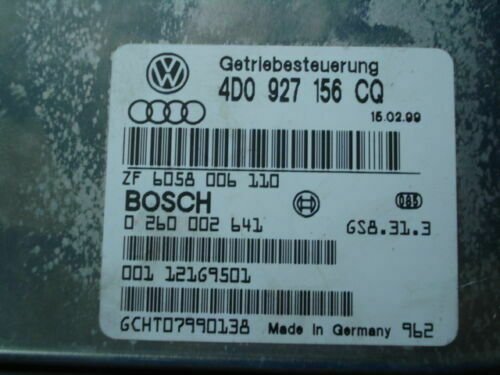 Getriebesteuerung
4D0 927 156 CQ
15.02.99
ZF 6058 006 110
BOSCH
0 260 002 641 GS8.31.3
001 12169501
GCHT07990138 Made in Germany 962